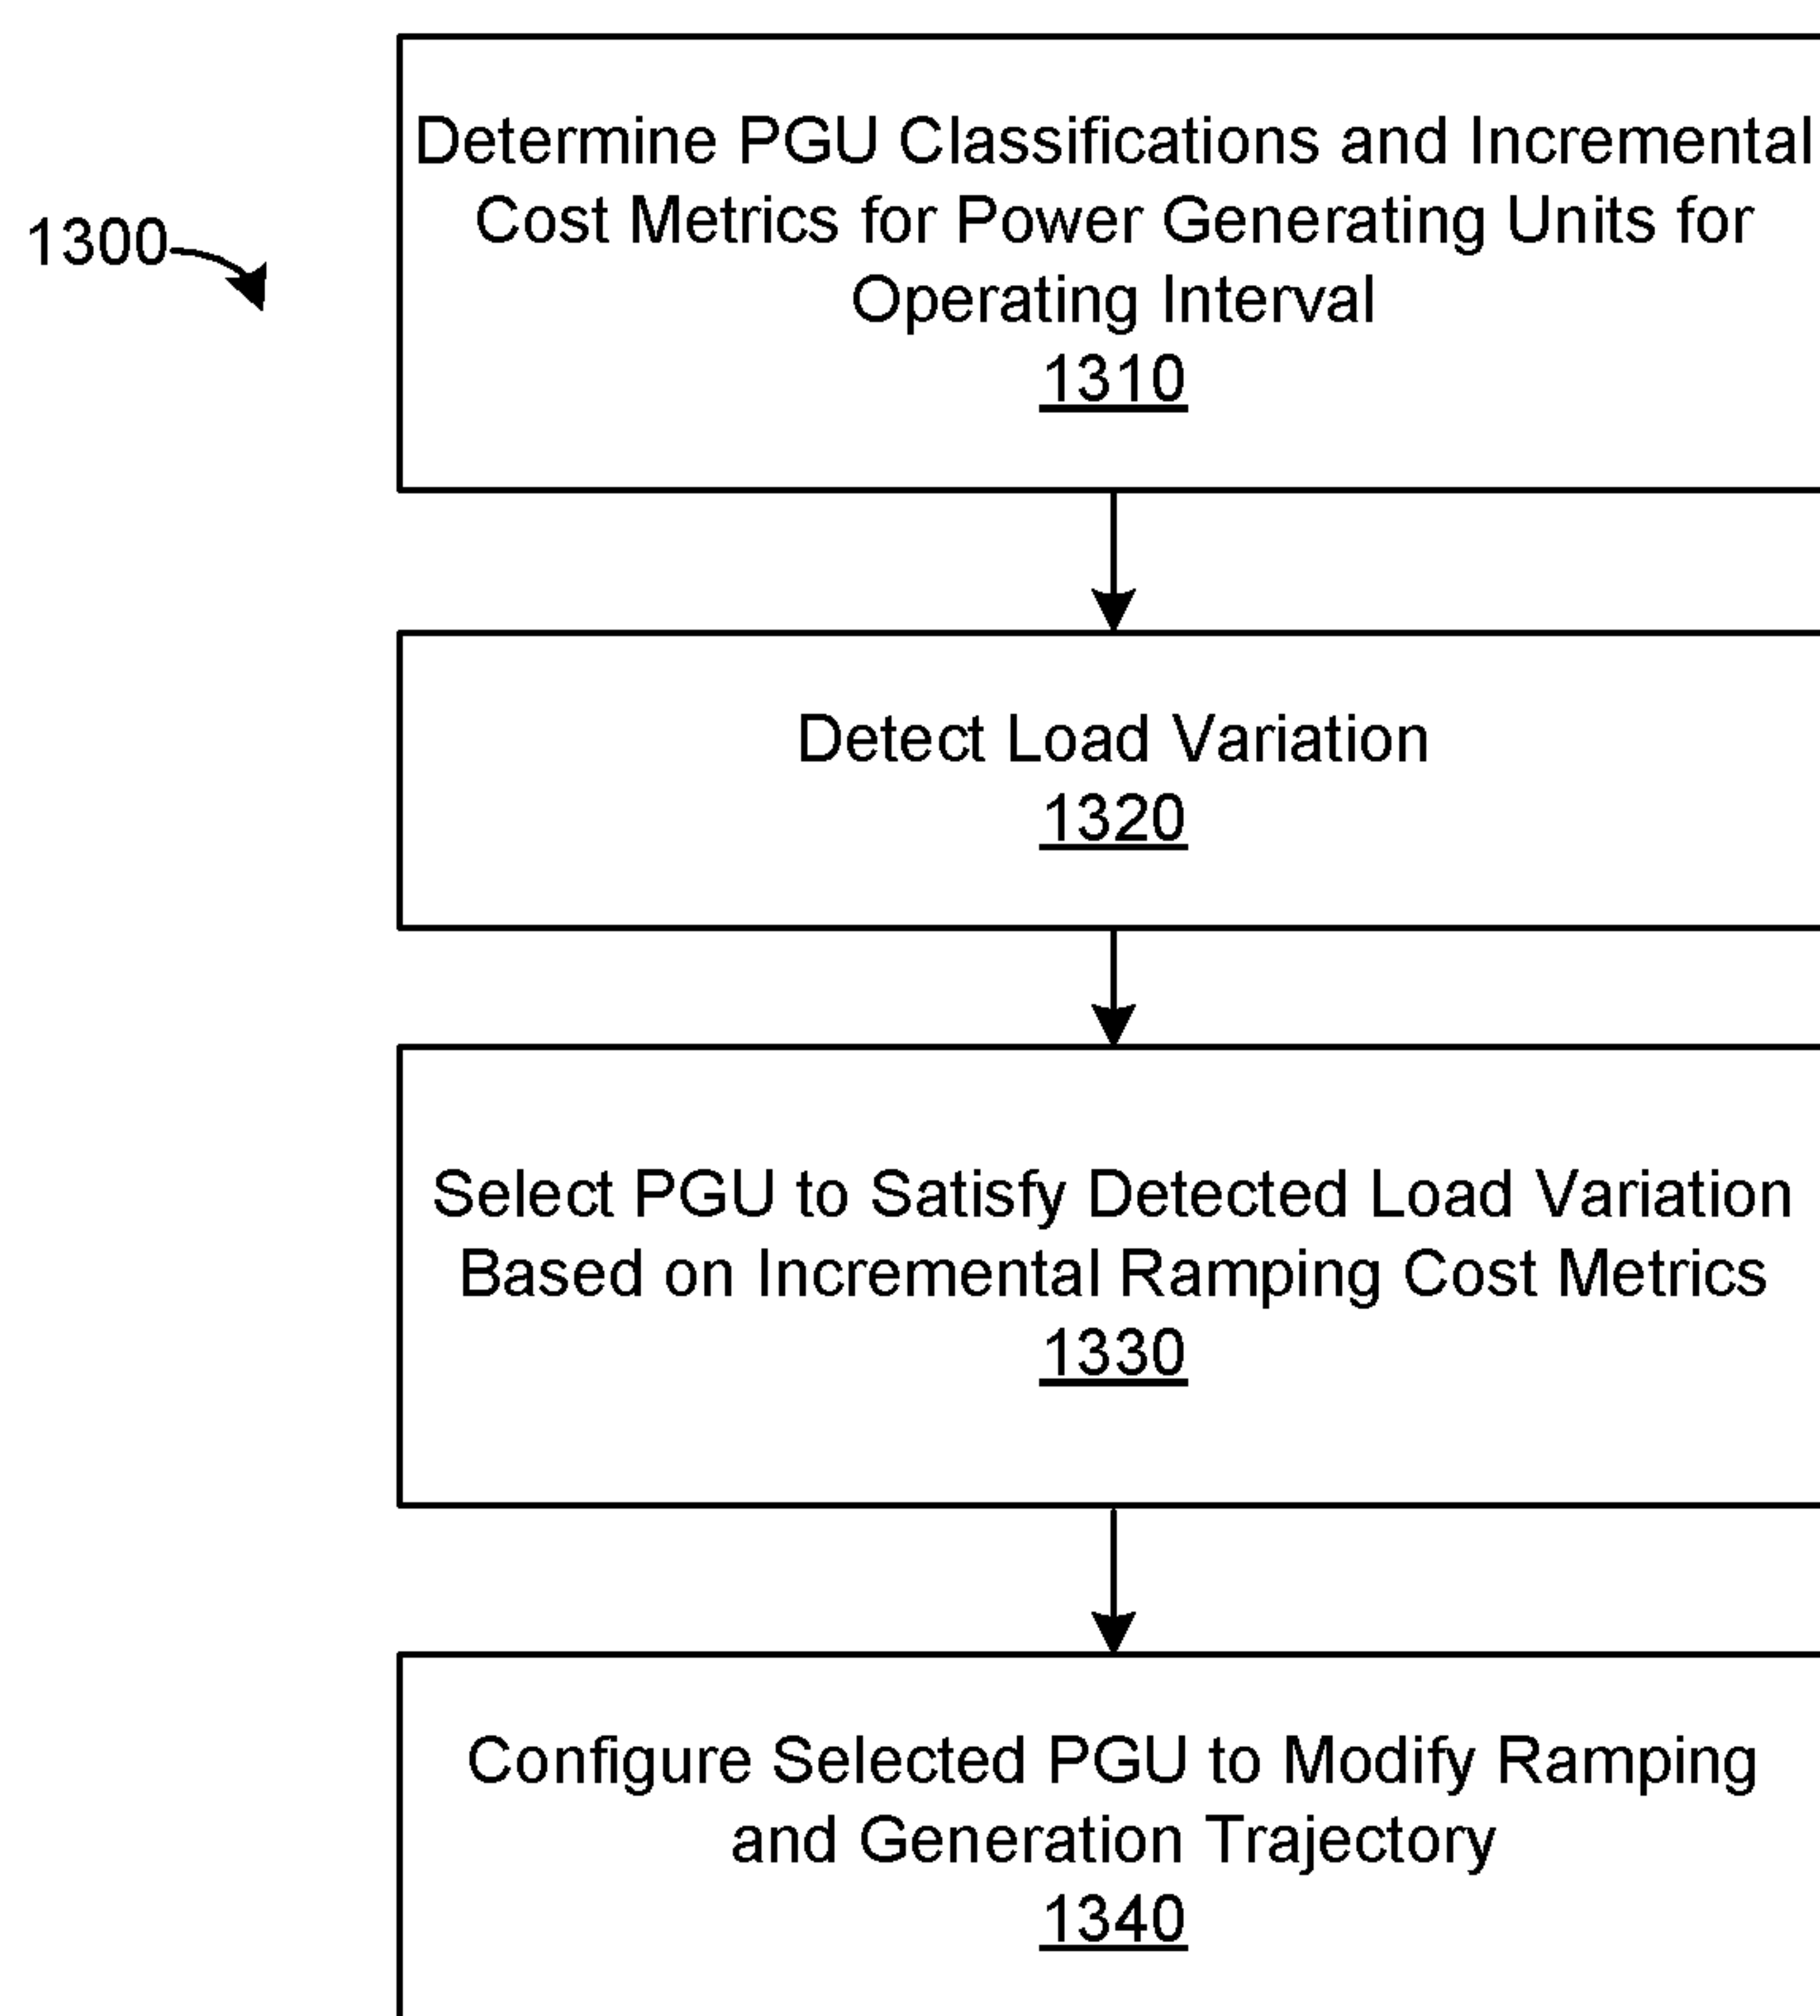 1300
Determine PGU Classifications and Incremental
Cost Metrics for Power Generating Units for
Operating Interval
1310
Detect Load Variation
1320
Select PGU to Satisfy Detected Load Variation
Based on Incremental Ramping Cost Metrics
1330
Configure Selected PGU to Modify Ramping
and Generation Trajectory
1340